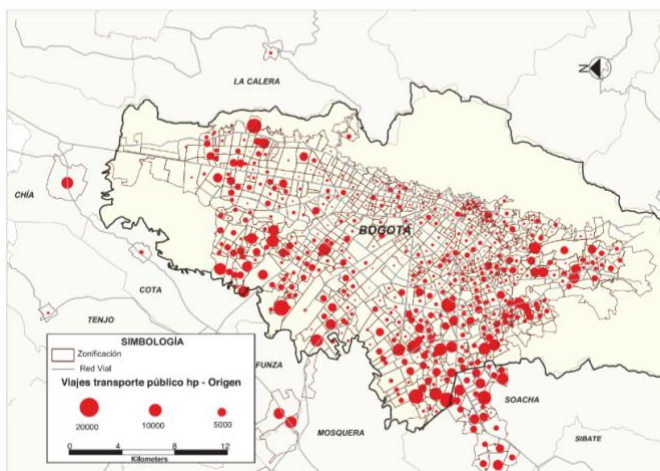 N
LA CALERA
CHÍA
BOGOTÁ
COTA
TENJO
SIMBOLOGÍA
Zonificación
Red Vial
Viajes transporte público hp - Origen
20000 10000 5000
0 4 8 12
Kilometers
FUNZA
MOSQUERA
SOACHA
SIBATE